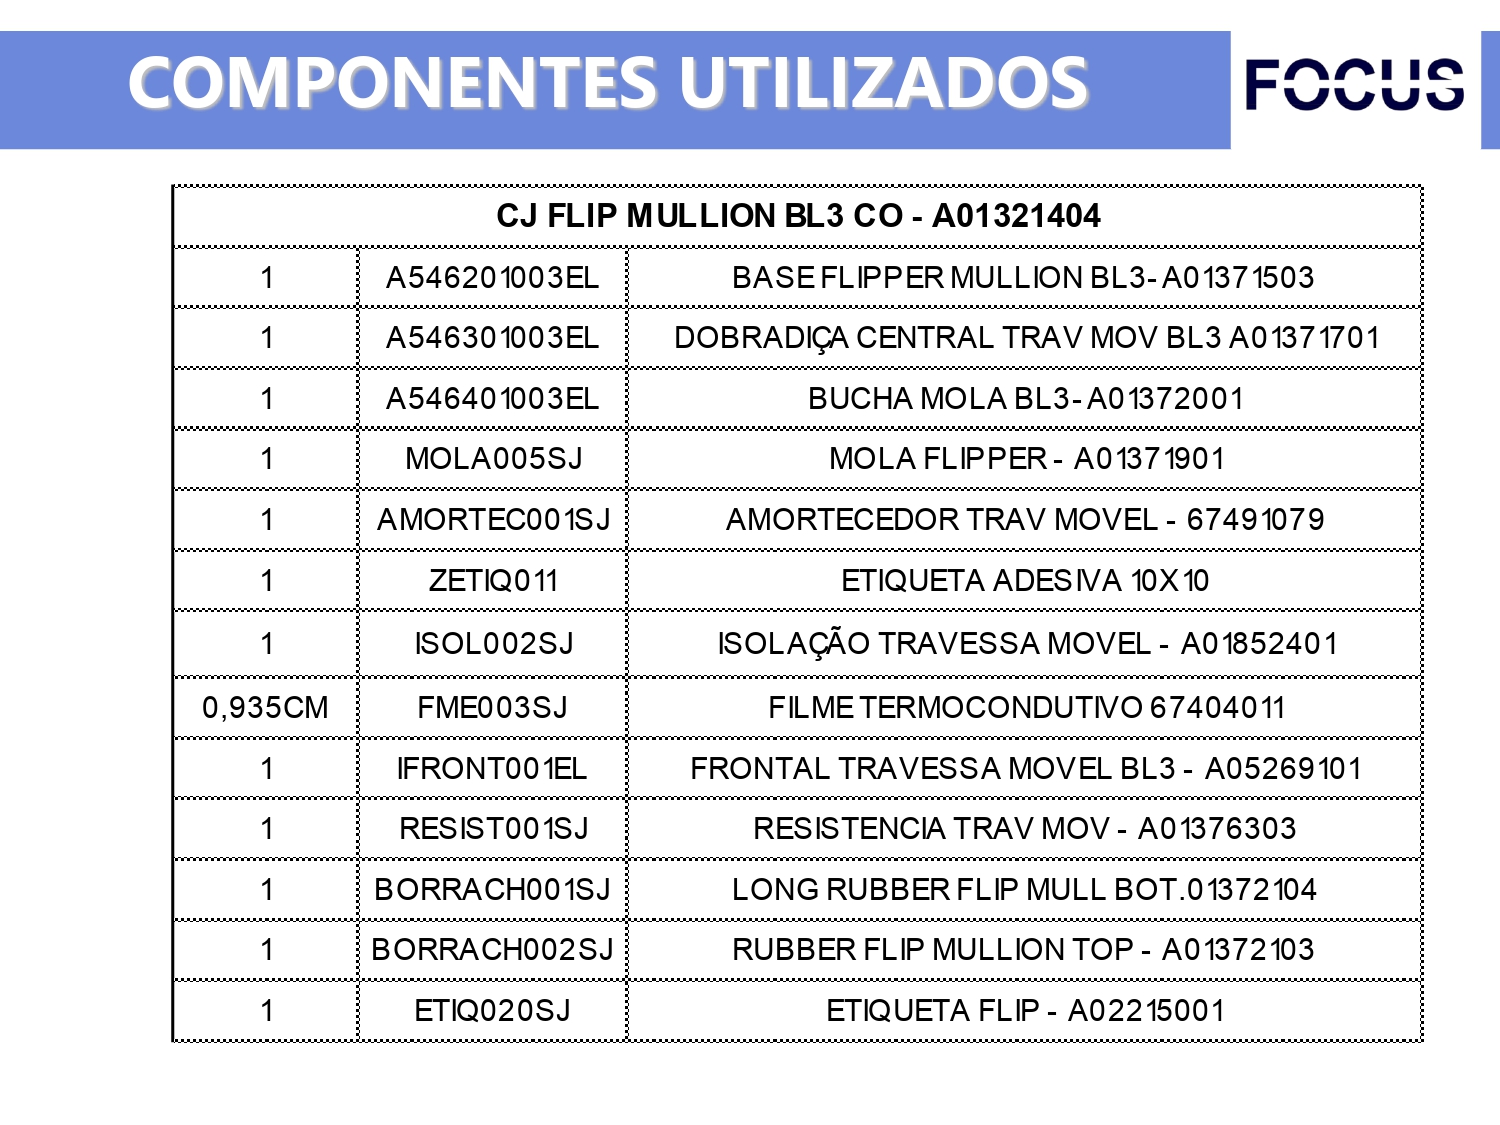 COMPONENTES UTILIZADOS
FOCUS
CJ FLIP MULLION BL3 CO - A01321404
1 A546201003EL BASE FLIPPER MULLION BL3- A01371503
1 A546301003EL DOBRADIÇA CENTRAL TRAV MOV BL3 A01371701
1 A546401003EL BUCHA MOLA BL3- A01372001
1 MOLA005SJ MOLA FLIPPER - A01371901
1 AMORTEC001SJ AMORTECEDOR TRAV MOVEL - 67491079
1 ZETIQ011 ETIQUETA ADESIVA 10X10
1 ISOL002SJ ISOLAÇÃO TRAVESSA MOVEL - A01852401
0,935CM FME003SJ FILME TERMOCONDUTIVO 67404011
1 IFRONT001EL FRONTAL TRAVESSA MOVEL BL3 - A05269101
1 RESIST001SJ RESISTENCIA TRAV MOV - A01376303
1 BORRACH001SJ LONG RUBBER FLIP MULL BOT.01372104
1 BORRACH002SJ RUBBER FLIP MULLION TOP - A01372103
1 ETIQ020SJ ETIQUETA FLIP - A02215001